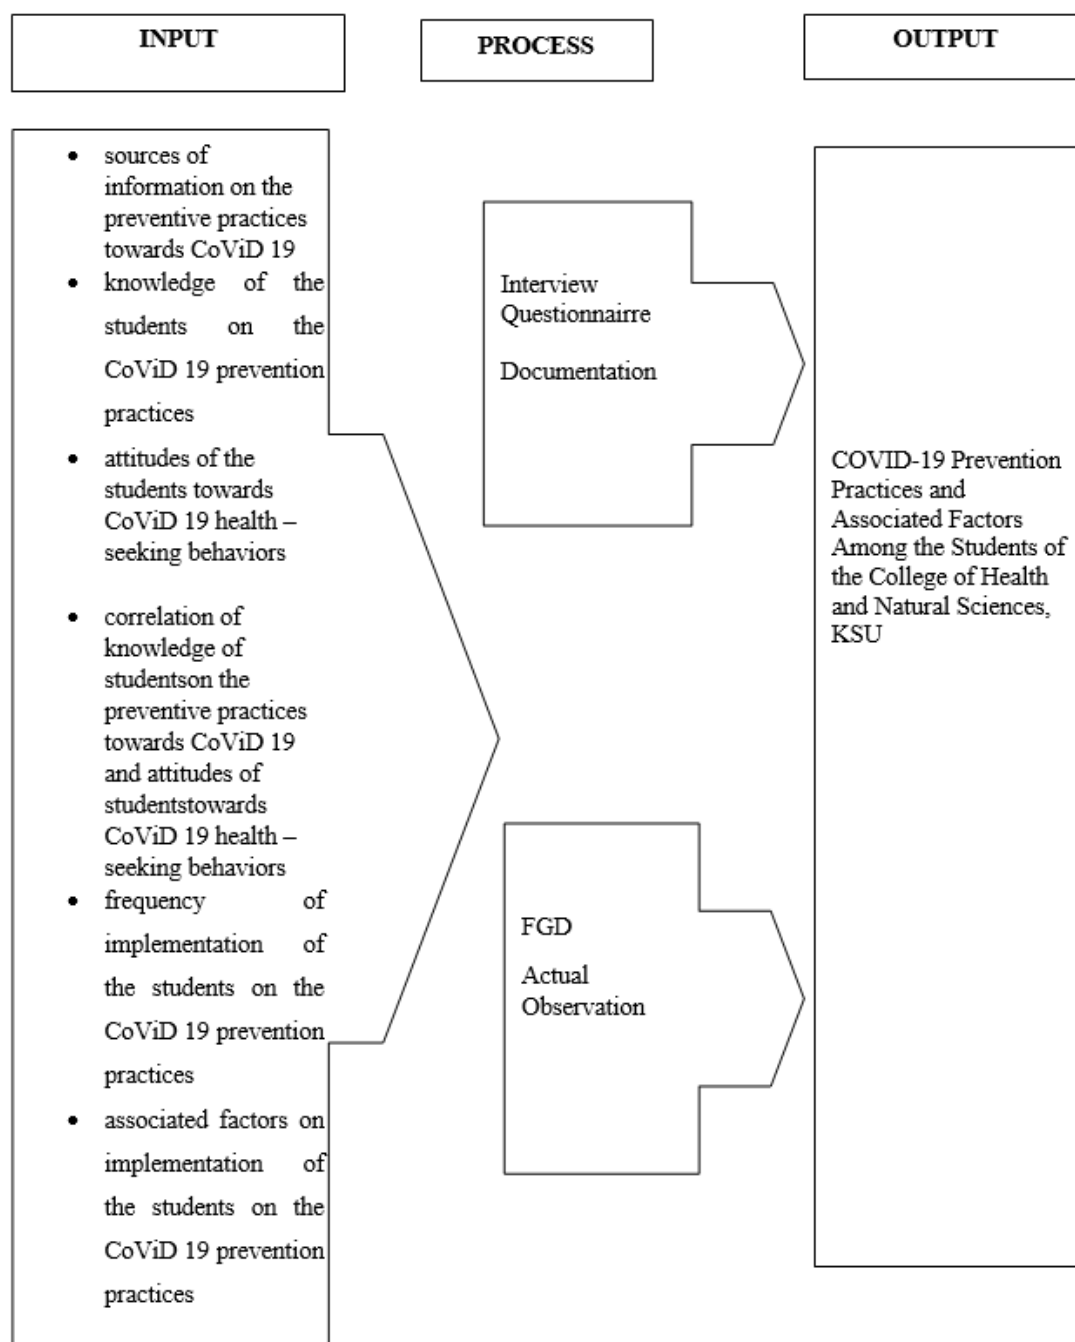 INPUT
PROCESS
OUTPUT
• sources of
information on the
preventive practices
towards CoViD 19
• knowledge of the
students on the
CoViD 19 prevention
practices
• attitudes of the
students towards
CoViD 19 health –
seeking behaviors
• correlation of
knowledge of
studentson the
preventive practices
towards CoViD 19
and attitudes of
studentstowards
CoViD 19 health –
seeking behaviors
• frequency of
implementation of
the students on the
CoViD 19 prevention
practices
• associated factors on
implementation of
the students on the
CoViD 19 prevention
practices
Interview
Questionnairre
Documentation
FGD
Actual
Observation
COVID-19 Prevention
Practices and
Associated Factors
Among the Students of
the College of Health
and Natural Sciences,
KSU